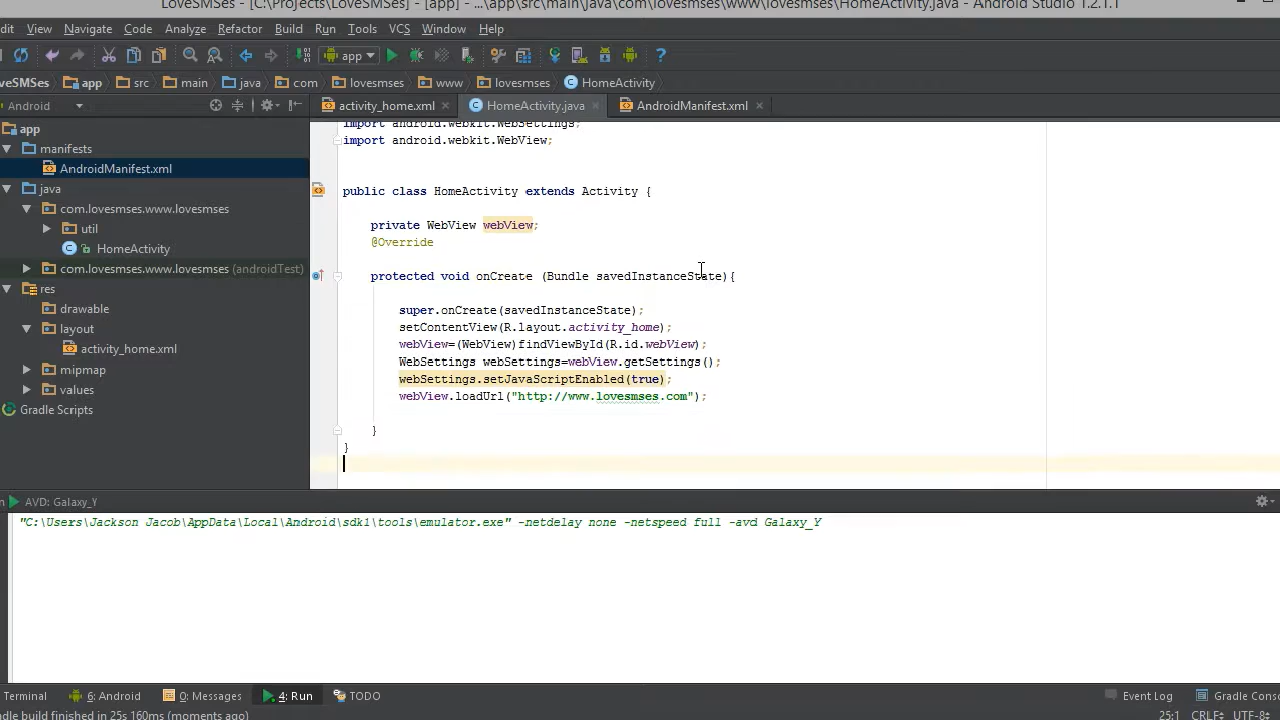 LoveSMSes - [C:\Projects\LoveSMSes] - [app] - ...\app\src\main\java\com\lovesmses\www\lovesmses\HomeActivity.java - Android Studio 1.2.1.1
dit View Navigate Code Analyze Refactor Build Run Tools VCS Window Help
app
veSMSes app src main java com lovesmses www lovesmses HomeActivity
Android activity_home.xml HomeActivity.java AndroidManifest.xml
app
manifests
AndroidManifest.xml
java
com.lovesmses.www.lovesmses
util
HomeActivity
com.lovesmses.www.lovesmses (androidTest)
res
drawable
layout
activity_home.xml
mipmap
values
Gradle Scripts
import android.webkit.WebSettings;
import android.webkit.WebView;
public class HomeActivity extends Activity {
private WebView webView;
@Override
protected void onCreate (Bundle savedInstanceState){
super.onCreate(savedInstanceState);
setContentView(R.layout.activity_home);
webView=(WebView)findViewById(R.id.webView);
WebSettings webSettings=webView.getSettings();
webSettings.setJavaScriptEnabled(true);
webView.loadUrl("http://www.lovesmses.com");
}
}
n AVD: Galaxy_Y
"C:\Users\Jackson Jacob\AppData\Local\Android\sdk1\tools\emulator.exe" -netdelay none -netspeed full -avd Galaxy_Y
Terminal 6: Android 0: Messages 4: Run TODO Event Log Gradle Conso
dle build finished in 25s 160ms (moments ago) 25:1 CRLF UTF-8